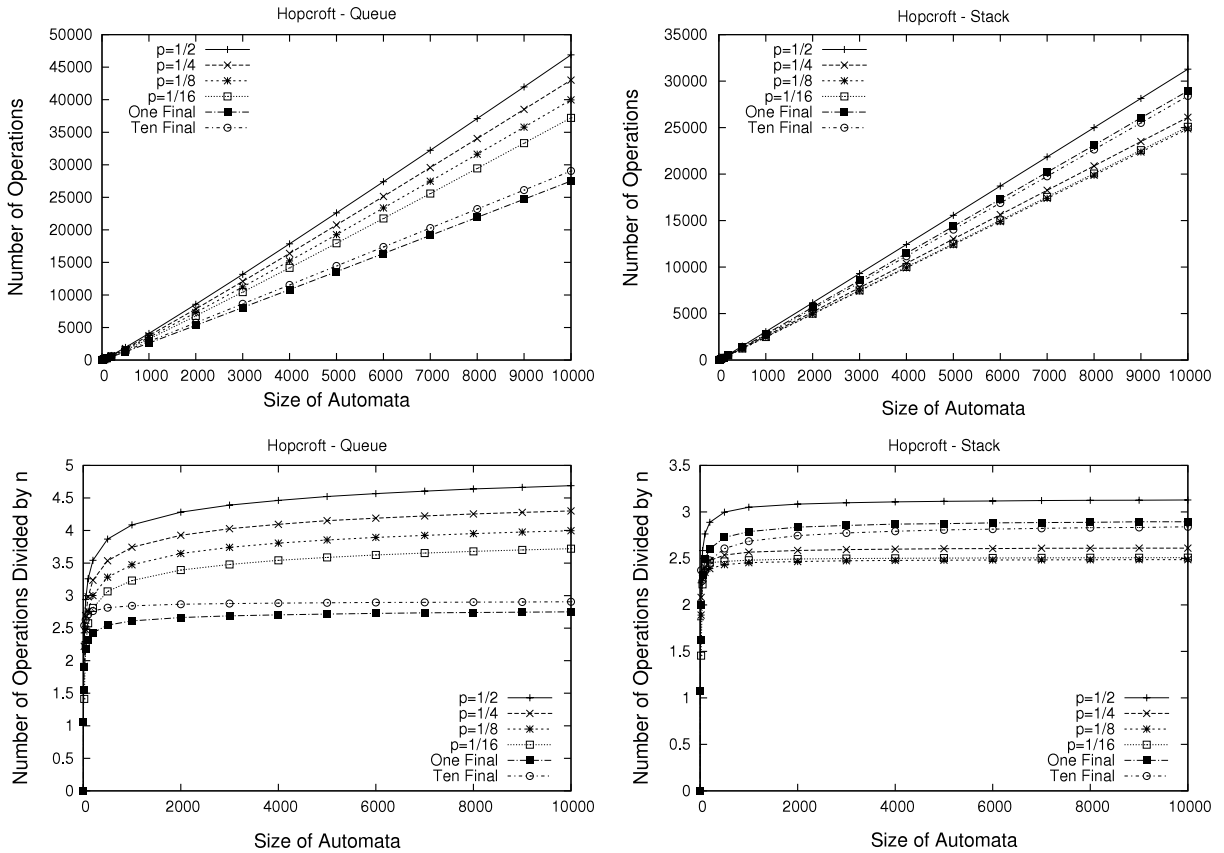 Hopcroft - Queue
Number of Operations
50000
45000
40000
35000
30000
25000
20000
15000
10000
5000
0
p=1/2
p=1/4
p=1/8
p=1/16
One Final
Ten Final
0 1000 2000 3000 4000 5000 6000 7000 8000 9000 10000
Size of Automata
Hopcroft - Stack
Number of Operations
35000
30000
25000
20000
15000
10000
5000
0
p=1/2
p=1/4
p=1/8
p=1/16
One Final
Ten Final
0 1000 2000 3000 4000 5000 6000 7000 8000 9000 10000
Size of Automata
Hopcroft - Queue
Number of Operations Divided by n
5
4.5
4
3.5
3
2.5
2
1.5
1
0.5
0
p=1/2
p=1/4
p=1/8
p=1/16
One Final
Ten Final
0 2000 4000 6000 8000 10000
Size of Automata
Hopcroft - Stack
Number of Operations Divided by n
3.5
3
2.5
2
1.5
1
0.5
0
p=1/2
p=1/4
p=1/8
p=1/16
One Final
Ten Final
0 2000 4000 6000 8000 10000
Size of Automata